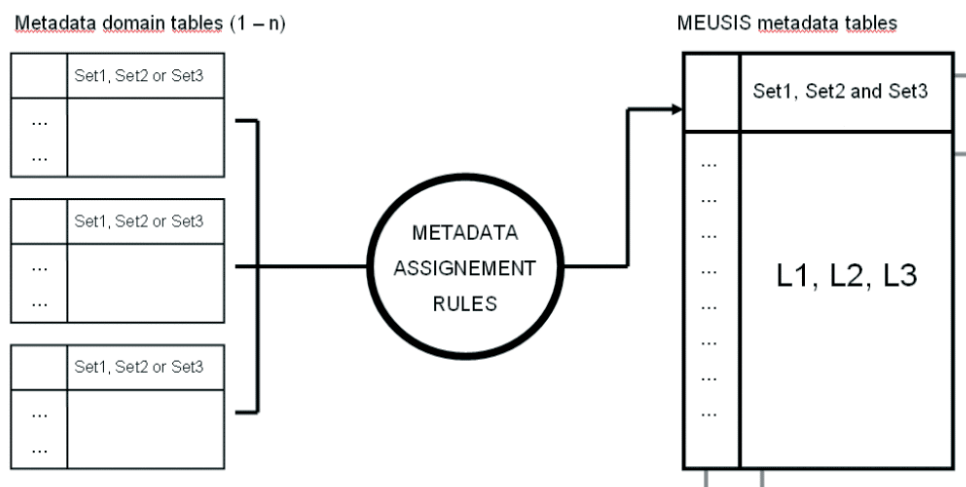 Metadata domain tables (1 – n)
Set1, Set2 or Set3
...
...
Set1, Set2 or Set3
...
...
Set1, Set2 or Set3
...
...
METADATA
ASSIGNEMENT
RULES
MEUSIS metadata tables
Set1, Set2 and Set3
...
...
...
...
...
...
...
...
L1, L2, L3